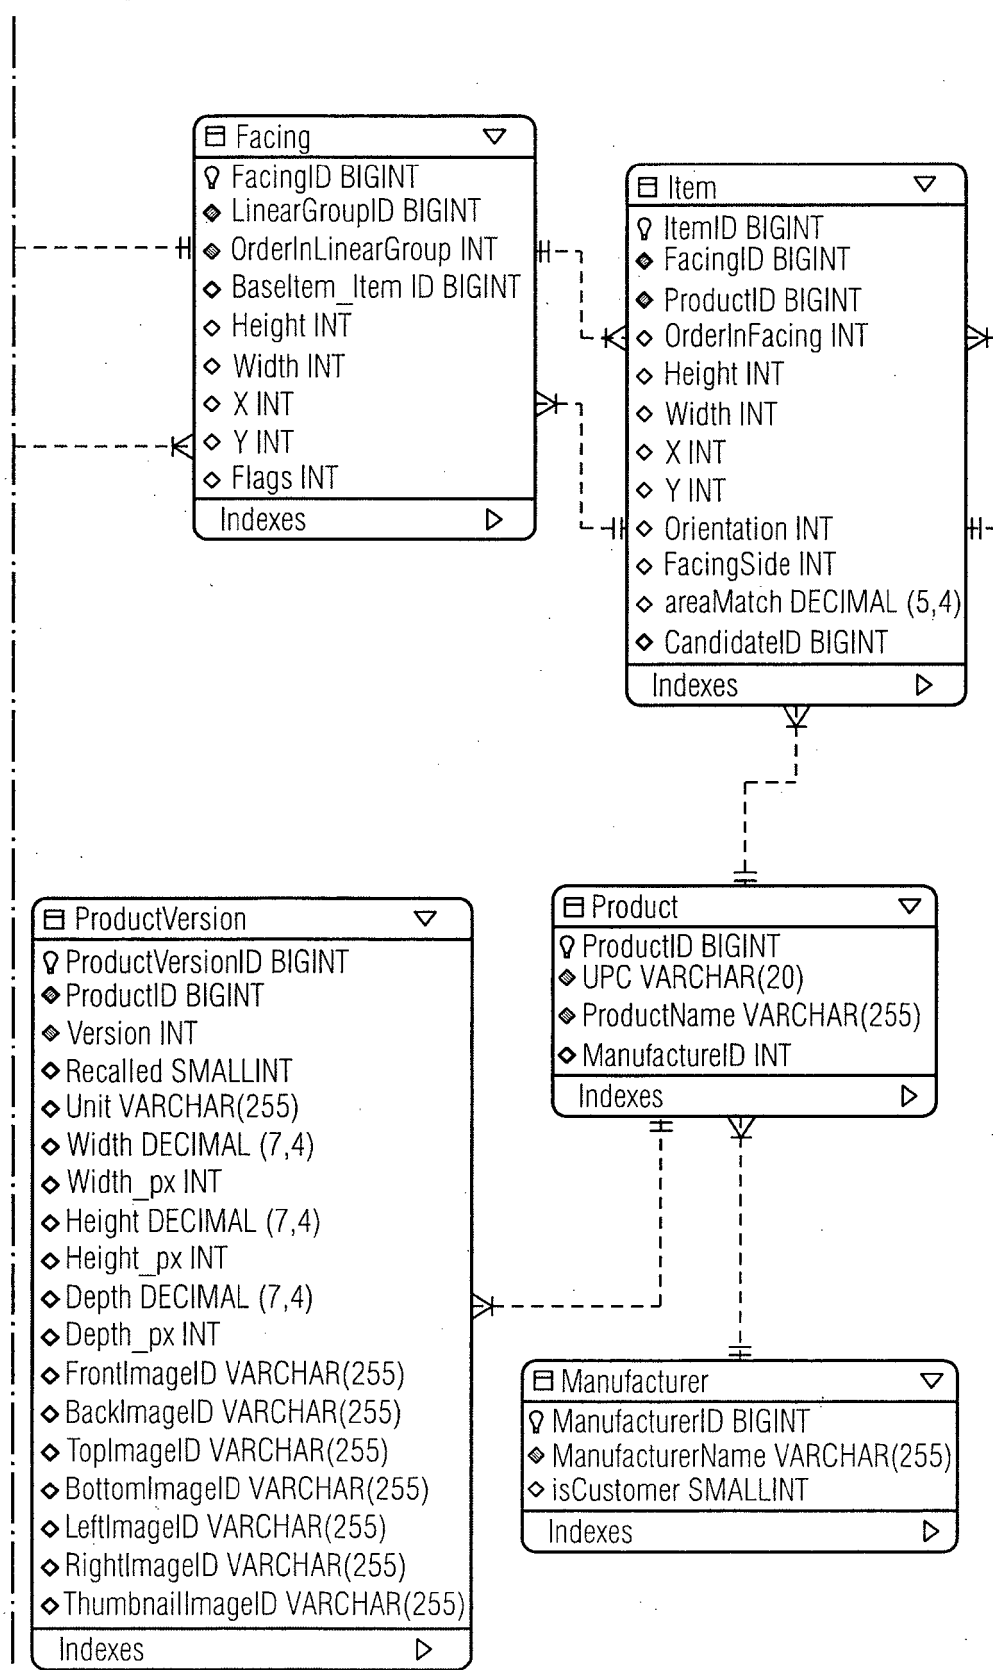 Facing
FacingID BIGINT
LinearGroupID BIGINT
OrderInLinearGroup INT
BaseItem_Item ID BIGINT
Height INT
Width INT
X INT
Y INT
Flags INT
Indexes
Item
ItemID BIGINT
FacingID BIGINT
ProductID BIGINT
OrderInFacing INT
Height INT
Width INT
X INT
Y INT
Orientation INT
FacingSide INT
areaMatch DECIMAL (5,4)
CandidateID BIGINT
Indexes
ProductVersion
ProductVersionID BIGINT
ProductID BIGINT
Version INT
Recalled SMALLINT
Unit VARCHAR(255)
Width DECIMAL (7,4)
Width_px INT
Height DECIMAL (7,4)
Height_px INT
Depth DECIMAL (7,4)
Depth_px INT
FrontImageID VARCHAR(255)
BackImageID VARCHAR(255)
TopImageID VARCHAR(255)
BottomImageID VARCHAR(255)
LeftImageID VARCHAR(255)
RightImageID VARCHAR(255)
ThumbnailImageID VARCHAR(255)
Indexes
Product
ProductID BIGINT
UPC VARCHAR(20)
ProductName VARCHAR(255)
ManufactureID INT
Indexes
Manufacturer
ManufacturerID BIGINT
ManufacturerName VARCHAR(255)
isCustomer SMALLINT
Indexes